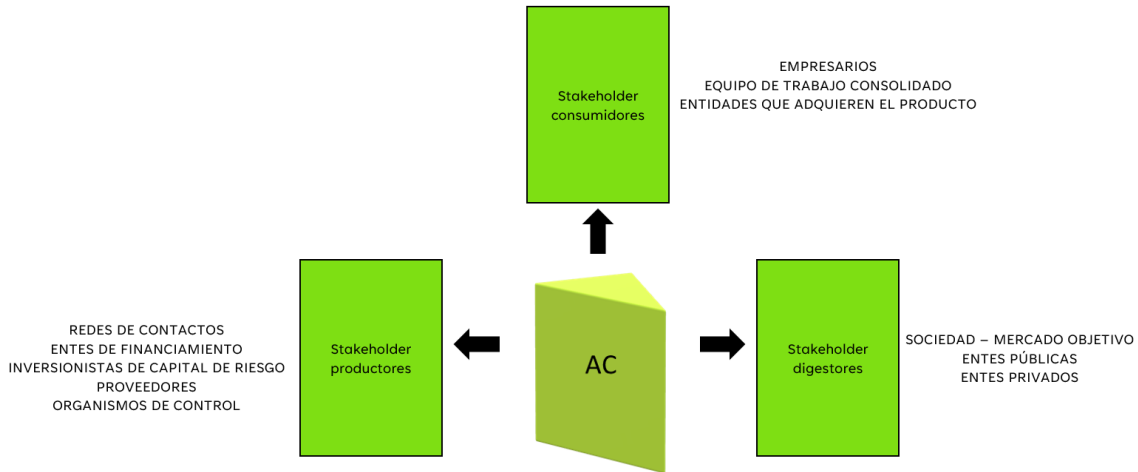 Stakeholder
consumidores
EMPRESARIOS
EQUIPO DE TRABAJO CONSOLIDADO
ENTIDADES QUE ADQUIEREN EL PRODUCTO
REDES DE CONTACTOS
ENTES DE FINANCIAMIENTO
INVERSIONISTAS DE CAPITAL DE RIESGO
PROVEEDORES
ORGANISMOS DE CONTROL
Stakeholder
productores
AC
Stakeholder
digestores
SOCIEDAD – MERCADO OBJETIVO
ENTES PÚBLICAS
ENTES PRIVADOS